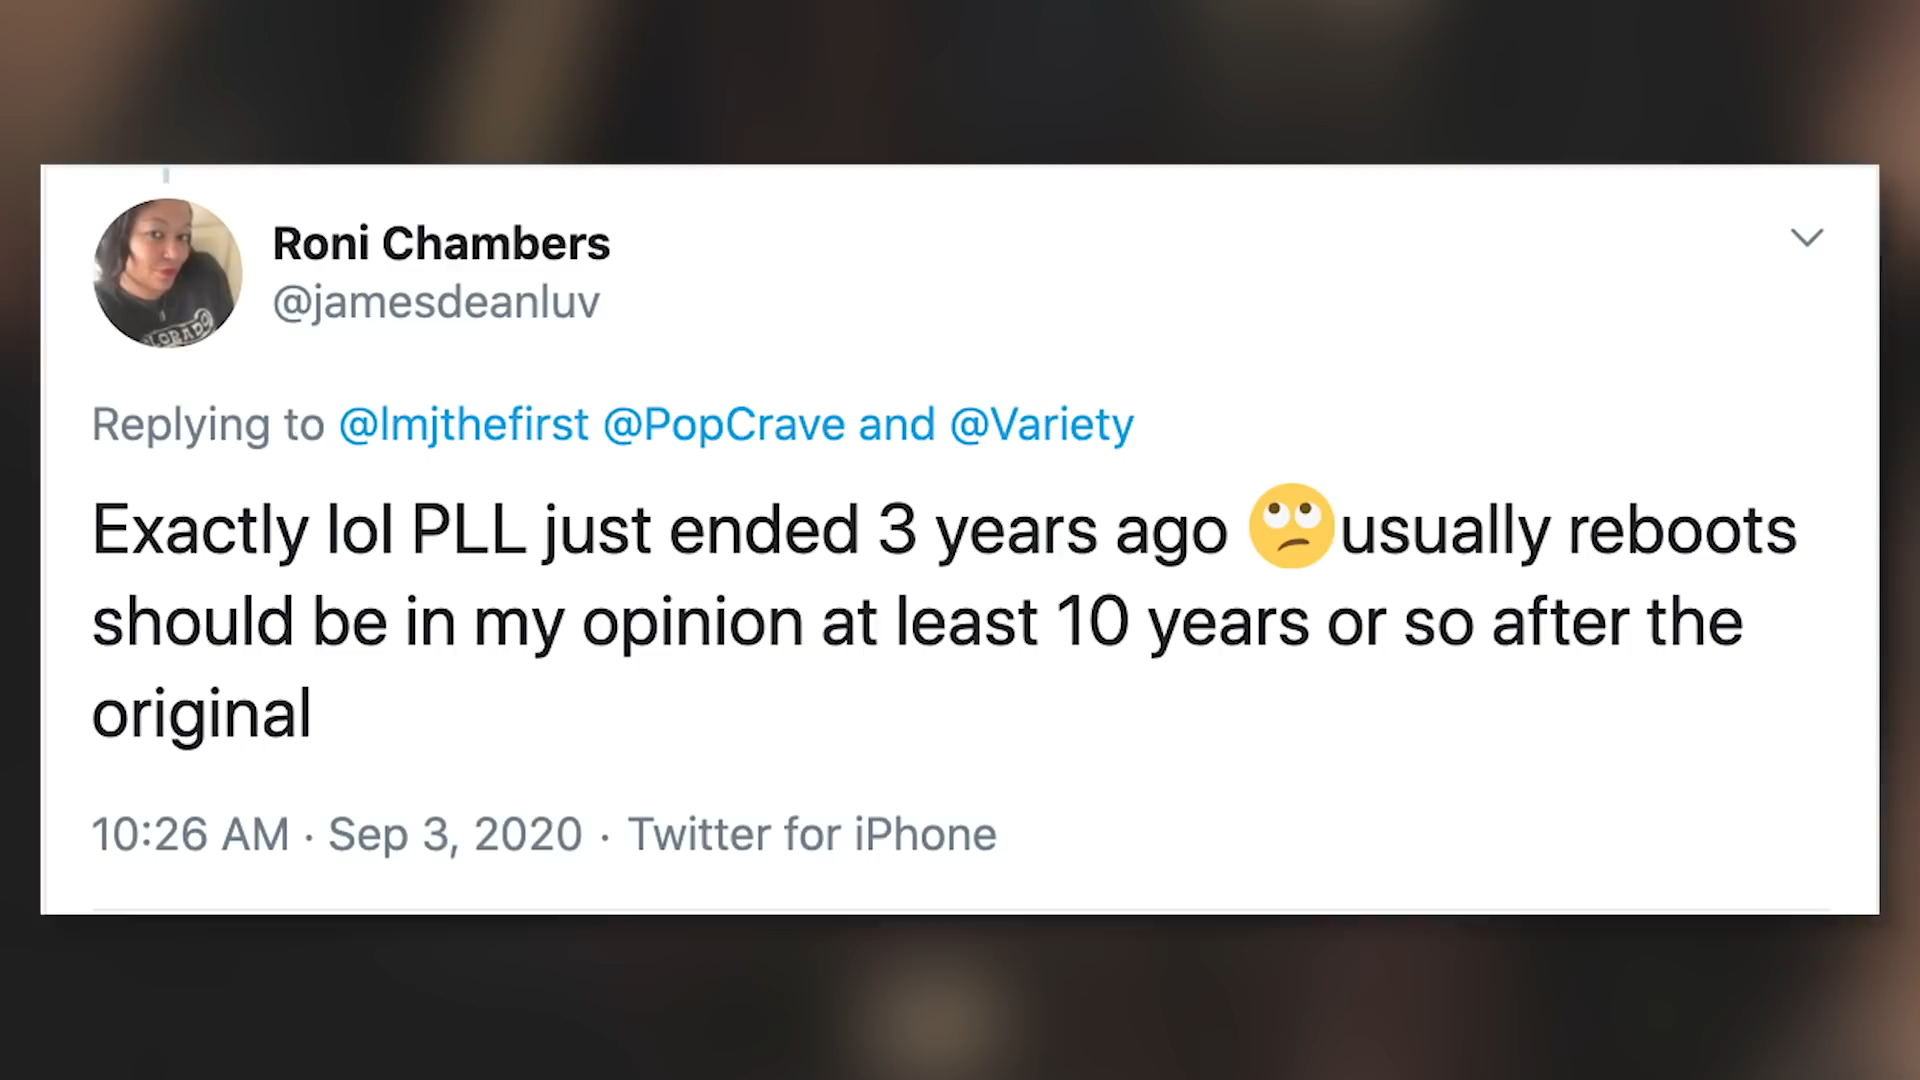 Roni Chambers
@jamesdeanluv
Replying to @lmjthefirst @PopCrave and @Variety
Exactly lol PLL just ended 3 years ago 🙄usually reboots
should be in my opinion at least 10 years or so after the
original
10:26 AM · Sep 3, 2020 · Twitter for iPhone